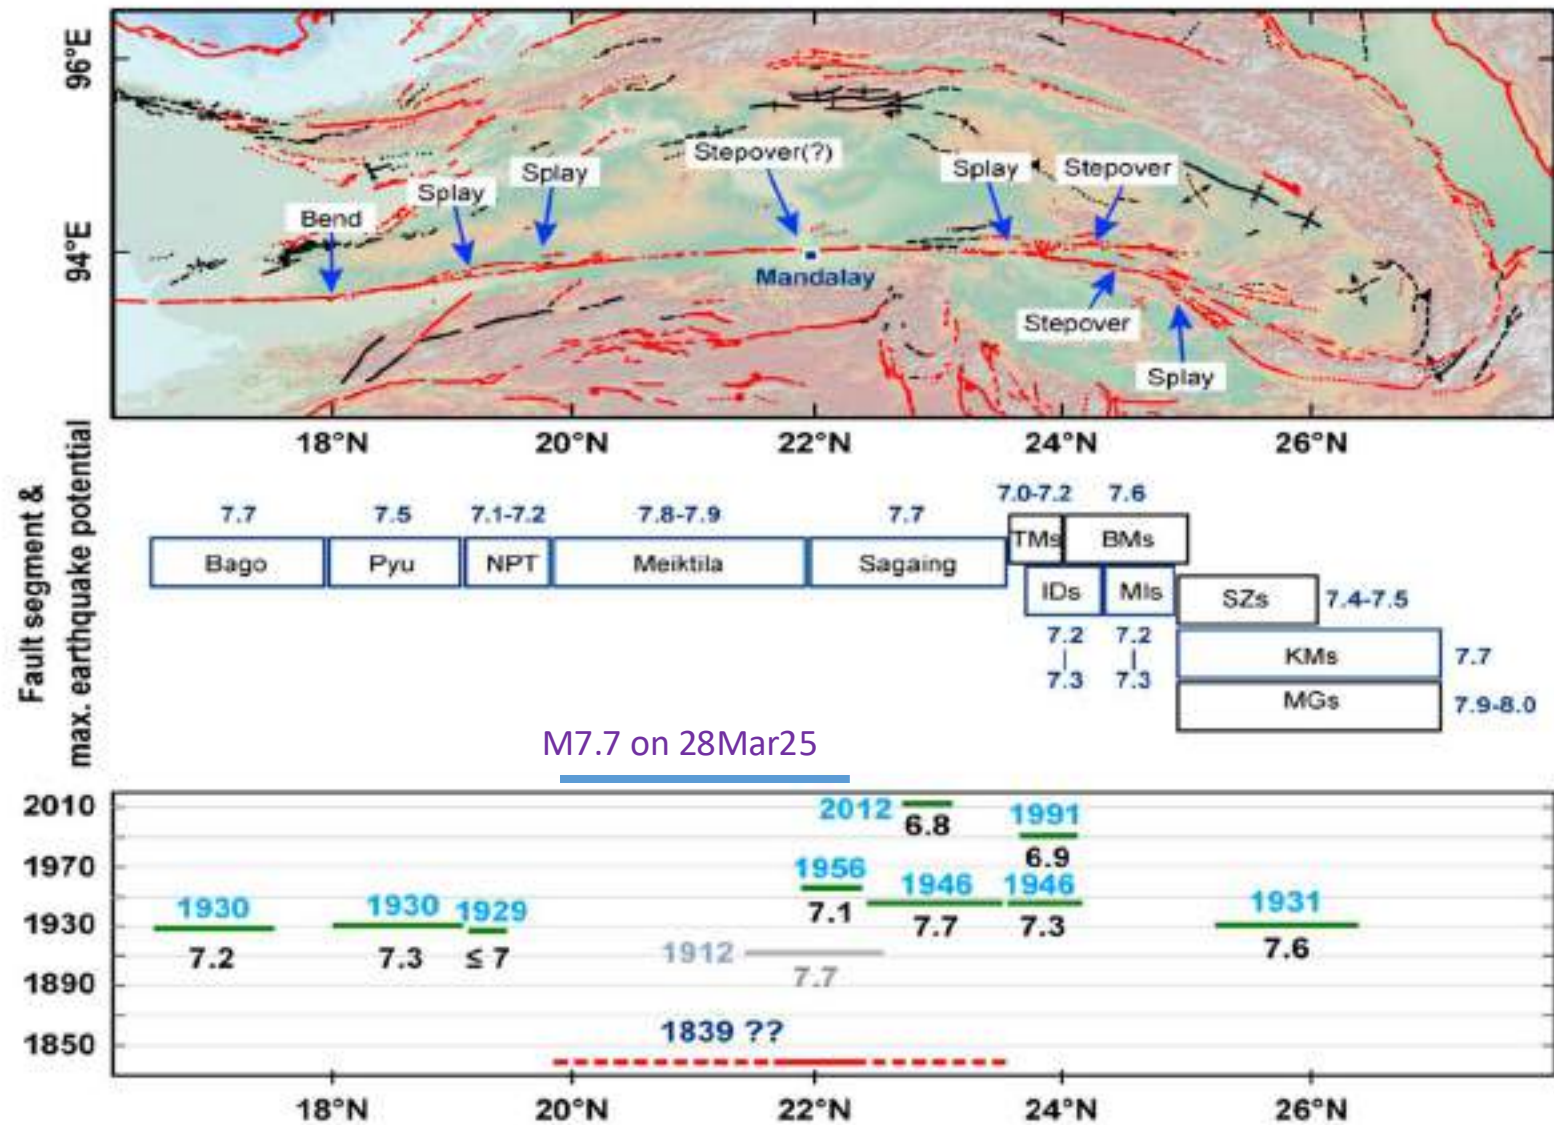 96°E
94°E
Bend
Splay
Splay
Stepover(?)
Splay
Stepover
Mandalay
Stepover
Splay
18°N
20°N
22°N
24°N
26°N
Fault segment &
max. earthquake potential
7.7
7.5
7.1-7.2
7.8-7.9
7.7
7.0-7.2
7.6
Bago
Pyu
NPT
Meiktila
Sagaing
TMs
BMs
IDs
MIs
SZs
7.4-7.5
7.2
7.3
7.2
7.3
KMs
7.7
MGs
7.9-8.0
M7.7 on 28Mar25
2010
1970
1930
1890
1850
2012
6.8
1991
6.9
1956
7.1
1946
7.7
1946
7.3
1930
7.2
1930
7.3
1929
≤ 7
1931
7.6
1912
7.7
1839 ??
18°N
20°N
22°N
24°N
26°N